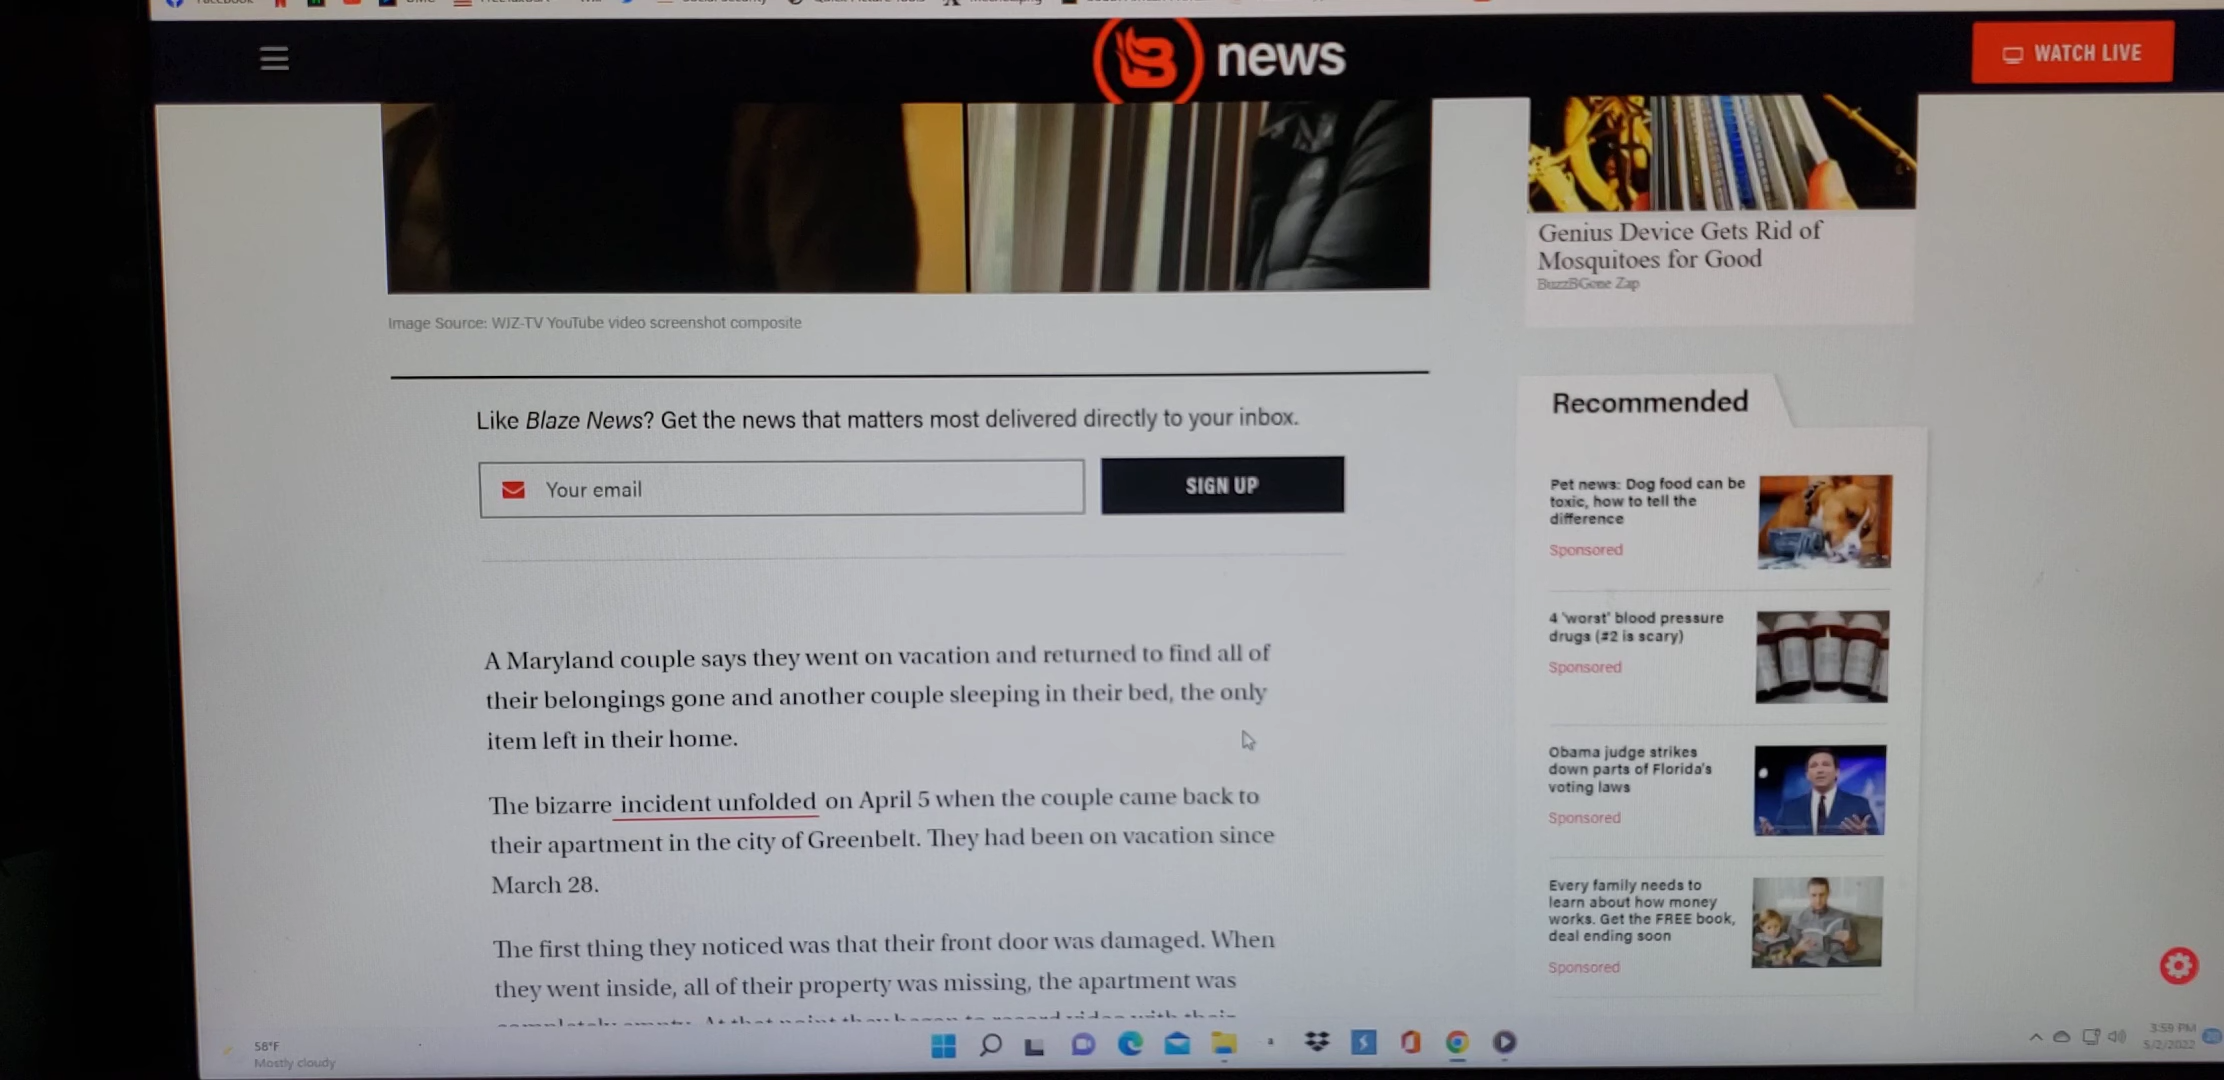 news
WATCH LIVE
Genius Device Gets Rid of
Mosquitoes for Good
BuzzBGone Zap
Image Source: WJZ-TV YouTube video screenshot composite
Like Blaze News? Get the news that matters most delivered directly to your inbox.
Your email
SIGN UP
A Maryland couple says they went on vacation and returned to find all of
their belongings gone and another couple sleeping in their bed, the only
item left in their home.
The bizarre incident unfolded on April 5 when the couple came back to
their apartment in the city of Greenbelt. They had been on vacation since
March 28.
The first thing they noticed was that their front door was damaged. When
they went inside, all of their property was missing, the apartment was
Recommended
Pet news: Dog food can be
toxic, how to tell the
difference
Sponsored
4 'worst' blood pressure
drugs (#2 is scary)
Sponsored
Obama judge strikes
down parts of Florida's
voting laws
Sponsored
Every family needs to
learn about how money
works. Get the FREE book,
deal ending soon
Sponsored
58°F
Mostly cloudy
3:59 PM
5/2/2022